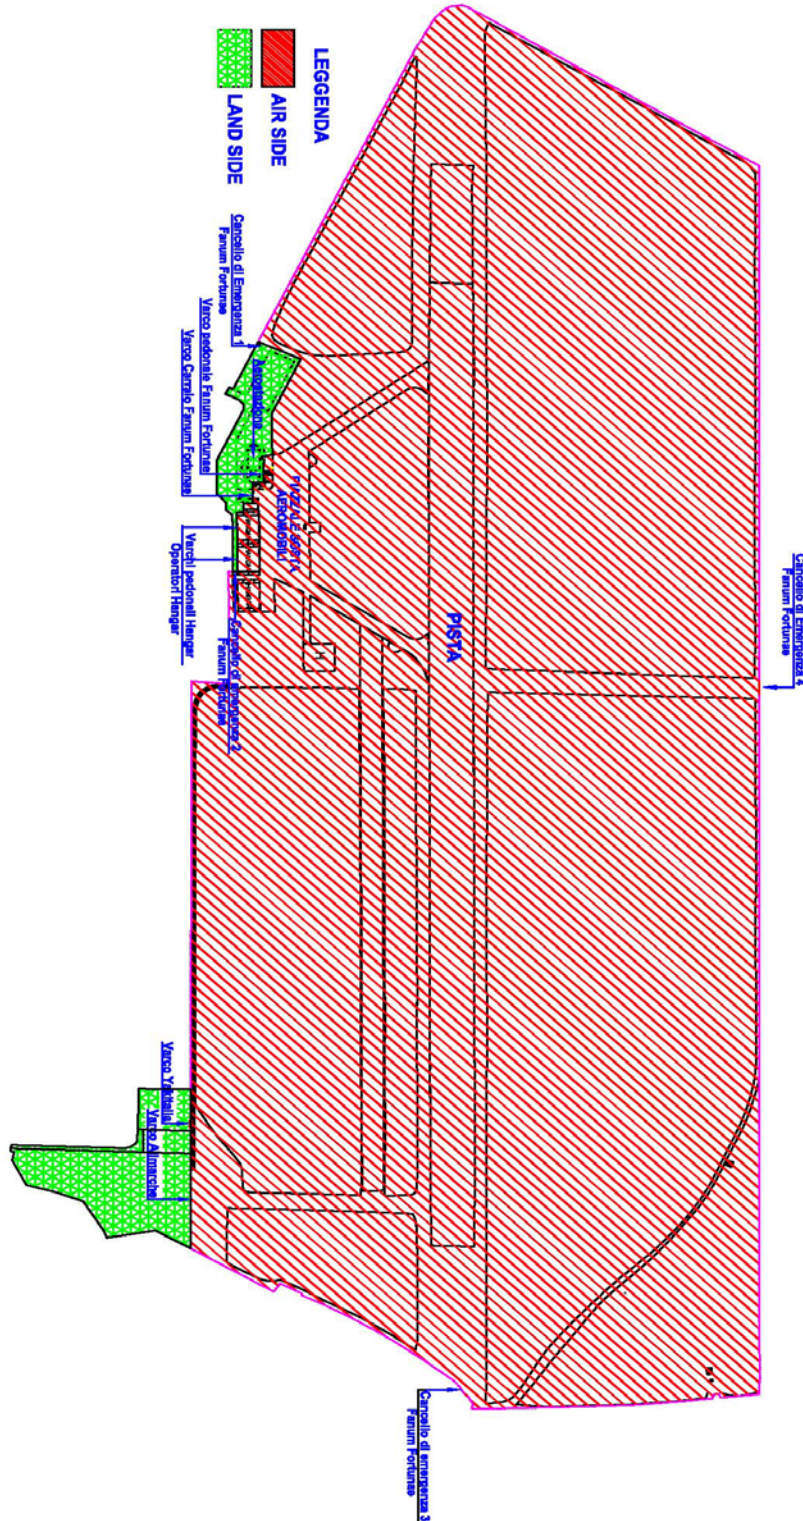 LEGGENDA
AIR SIDE
LAND SIDE
Cancello di Emergenza 4
Fanum Fortunae
Cancello di Emergenza 1
Fanum Fortunae
Varco pedonale Fanum Fortunae
Varco Carraio Fanum Fortunae
Aerostazione
PIAZZALE SOSTA
AEROMOBILI
PISTA
H
Varchi pedonali Hangar
Operatori Hangar
Cancello di emergenza 2
Fanum Fortunae
Varco Alimarche
Cancello di emergenza 3
Fanum Fortunae